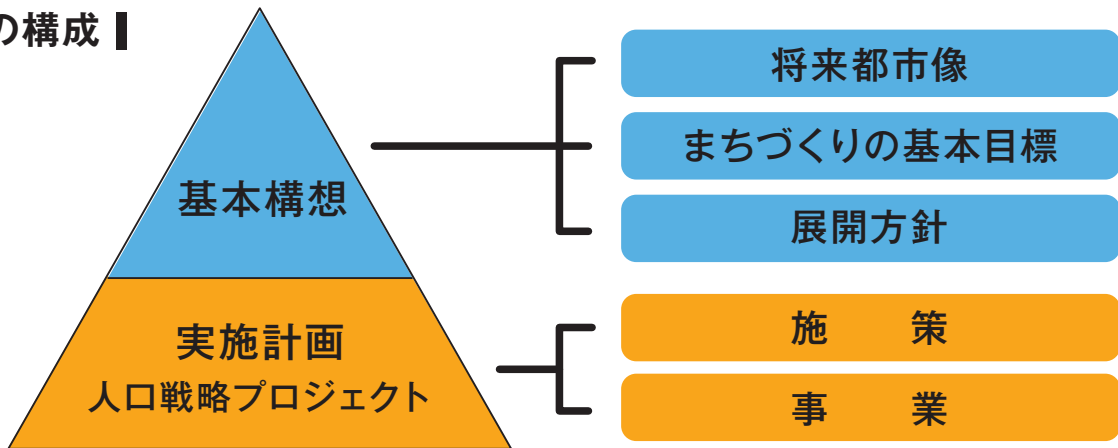 の構成
基本構想
将来都市像
まちづくりの基本目標
展開方針
実施計画
人口戦略プロジェクト
施　策
事　業